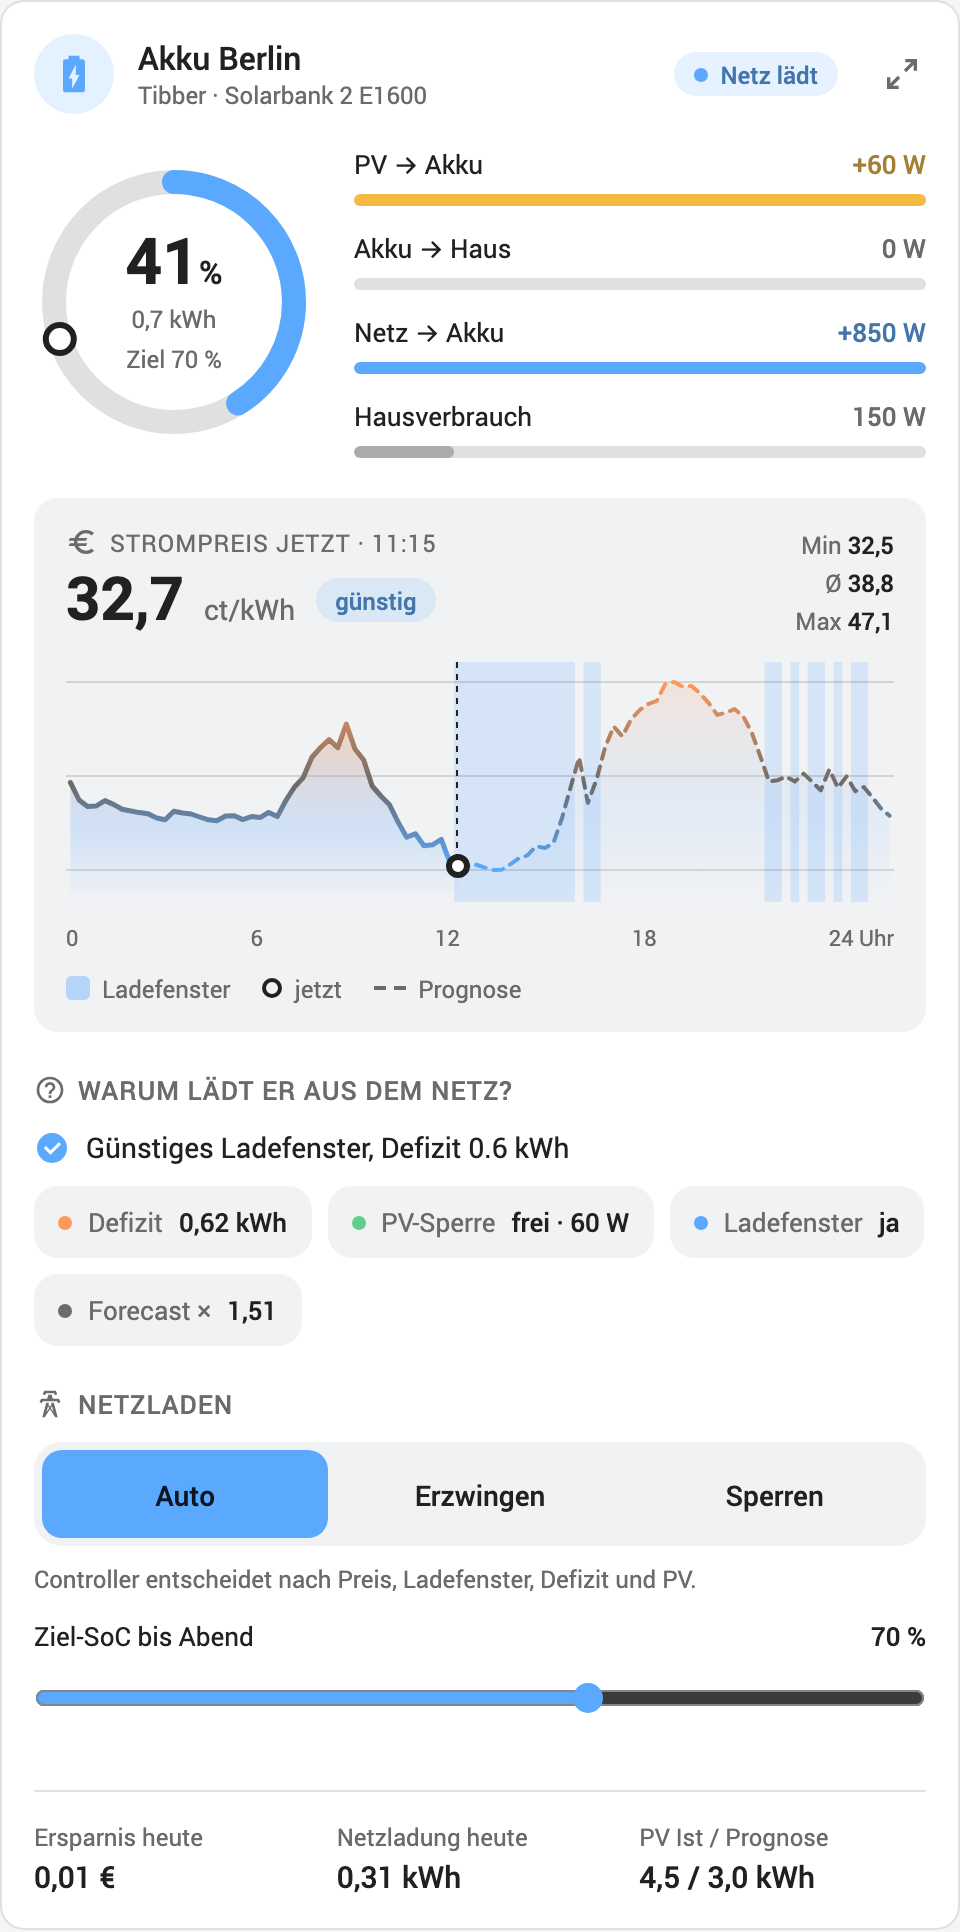 Akku Berlin
Tibber · Solarbank 2 E1600
Netz lädt
41%
0,7 kWh
Ziel 70 %
PV → Akku +60 W
Akku → Haus 0 W
Netz → Akku +850 W
Hausverbrauch 150 W
€ STROMPREIS JETZT · 11:15
32,7 ct/kWh günstig
Min 32,5
Ø 38,8
Max 47,1
0 6 12 18 24 Uhr
Ladefenster jetzt Prognose
WARUM LÄDT ER AUS DEM NETZ?
Günstiges Ladefenster, Defizit 0.6 kWh
Defizit 0,62 kWh
PV-Sperre frei · 60 W
Ladefenster ja
Forecast × 1,51
NETZLADEN
Auto Erzwingen Sperren
Controller entscheidet nach Preis, Ladefenster, Defizit und PV.
Ziel-SoC bis Abend 70 %
Ersparnis heute Netzladung heute PV Ist / Prognose
0,01 € 0,31 kWh 4,5 / 3,0 kWh